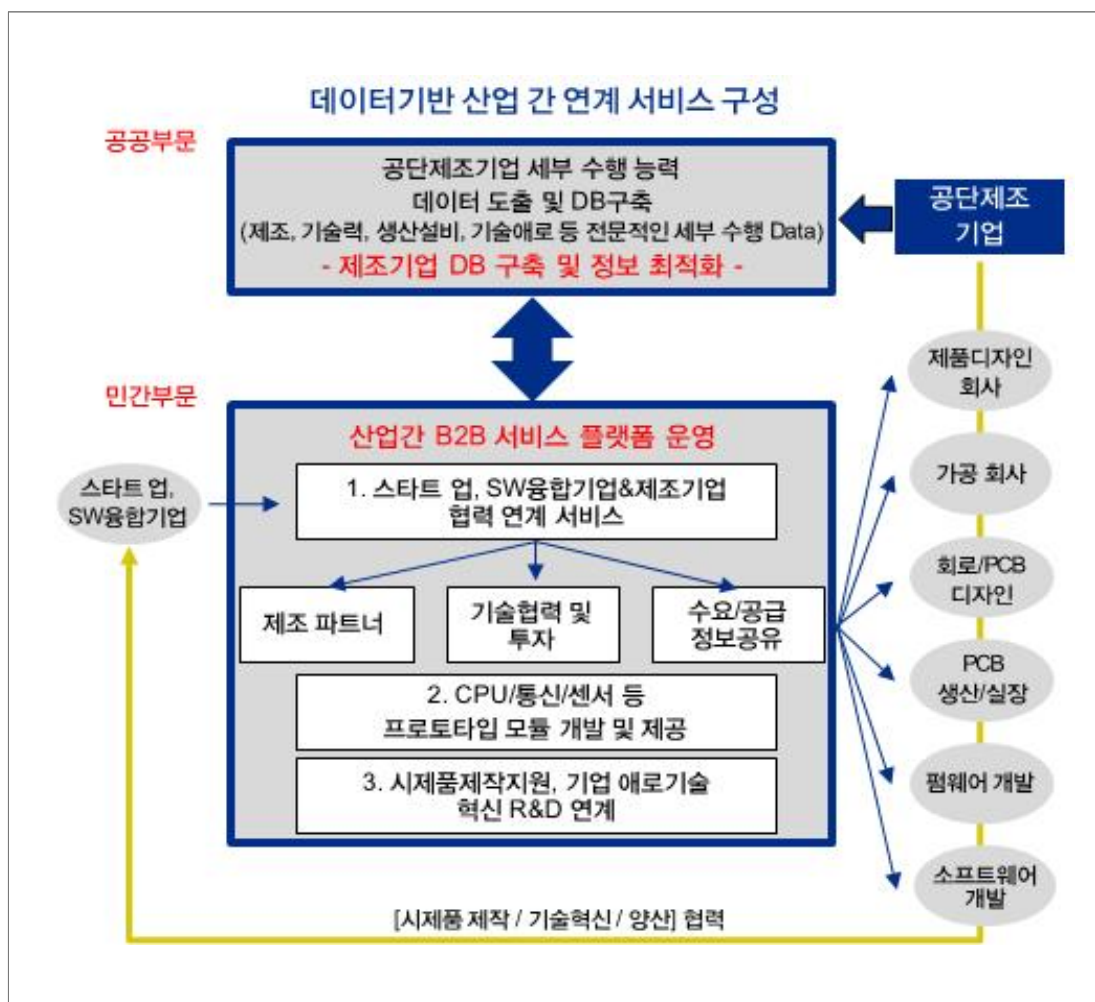 데이터기반 산업 간 연계 서비스 구성
공공부문
공단제조기업 세부 수행 능력
데이터 도출 및 DB구축
(제조, 기술력, 생산설비, 기술애로 등 전문적인 세부 수행 Data)
- 제조기업 DB 구축 및 정보 최적화 -
공단제조
기업
민간부문
산업간 B2B 서비스 플랫폼 운영
스타트 업,
SW융합기업
1. 스타트 업, SW융합기업&제조기업
협력 연계 서비스
제조 파트너
기술협력 및
투자
수요/공급
정보공유
2. CPU/통신/센서 등
프로토타입 모듈 개발 및 제공
3. 시제품제작지원, 기업 애로기술
혁신 R&D 연계
제품디자인
회사
가공 회사
회로/PCB
디자인
PCB
생산/실장
펌웨어 개발
소프트웨어
개발
[시제품 제작 / 기술혁신 / 양산] 협력